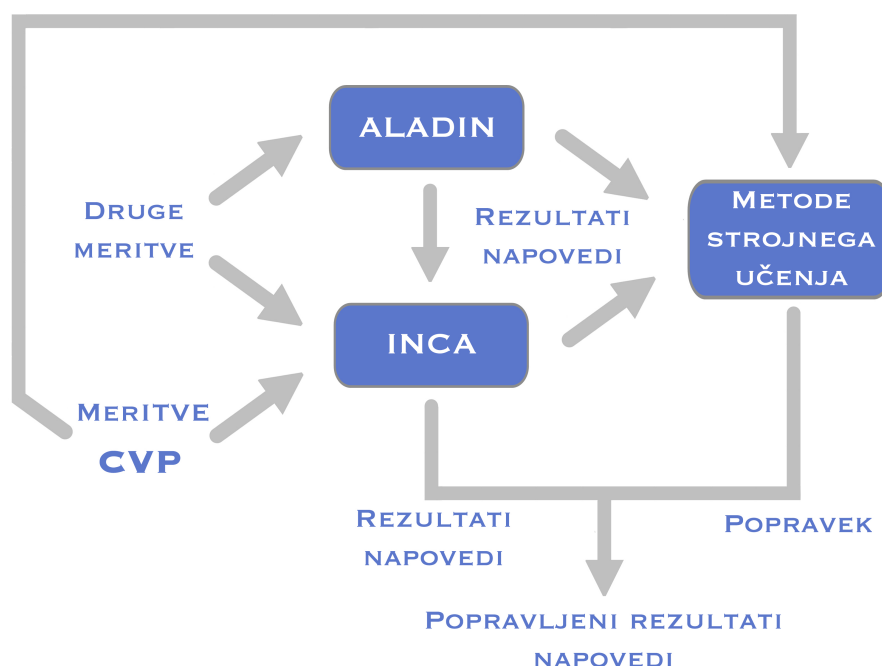 ALADIN
DRUGE
MERITVE
REZULTATI
NAPOVEDI
METODE
STROJNEGA
UČENJA
INCA
MERITVE
CVP
REZULTATI
NAPOVEDI
POPRAVEK
POPRAVLJENI REZULTATI
NAPOVEDI